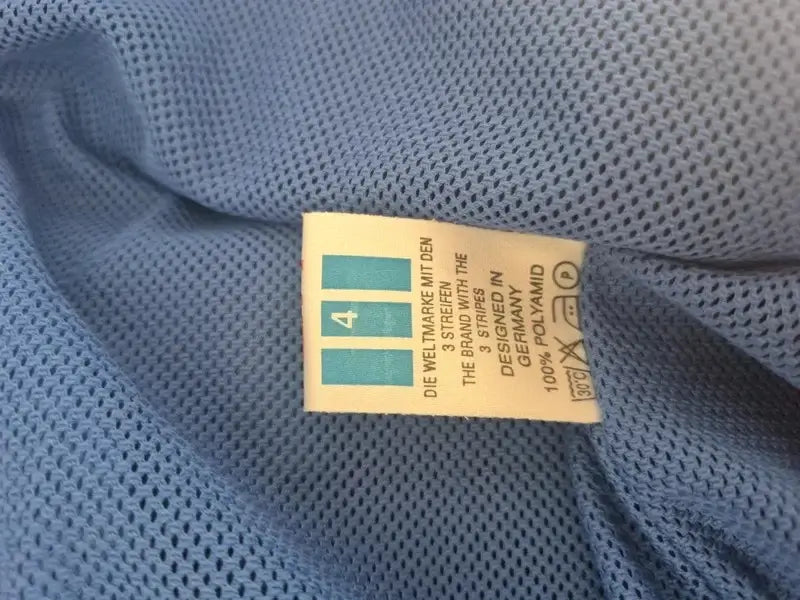 4
DIE WELTMARKE MIT DEN
3 STREIFEN
THE BRAND WITH THE
3 STRIPES
DESIGNED IN
GERMANY
100% POLYAMID
30°C P